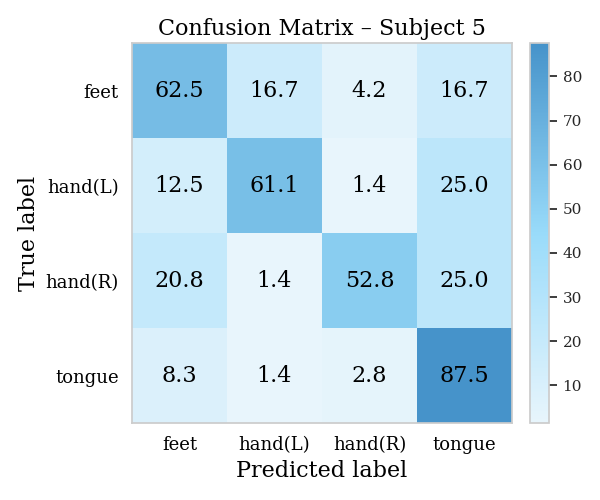 Confusion Matrix – Subject 5
True label
feet 62.5 16.7 4.2 16.7
hand(L) 12.5 61.1 1.4 25.0
hand(R) 20.8 1.4 52.8 25.0
tongue 8.3 1.4 2.8 87.5
feet hand(L) hand(R) tongue
Predicted label
80
70
60
50
40
30
20
10